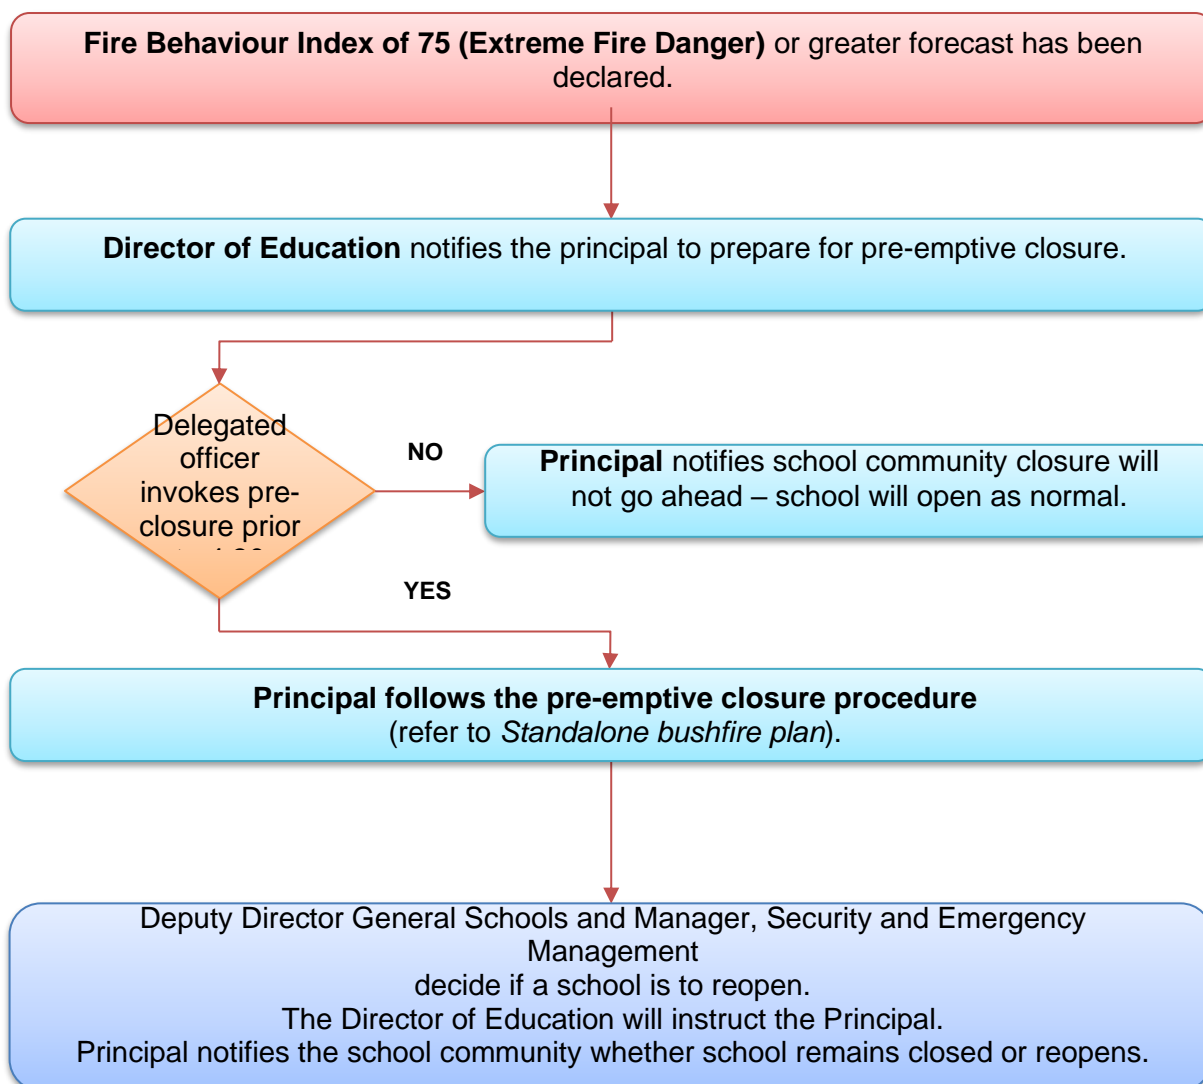 Fire Behaviour Index of 75 (Extreme Fire Danger) or greater forecast has been
declared.
Director of Education notifies the principal to prepare for pre-emptive closure.
Delegated
officer
invokes pre-
closure prior
NO
Principal notifies school community closure will
not go ahead – school will open as normal.
YES
Principal follows the pre-emptive closure procedure
(refer to Standalone bushfire plan).
Deputy Director General Schools and Manager, Security and Emergency
Management
decide if a school is to reopen.
The Director of Education will instruct the Principal.
Principal notifies the school community whether school remains closed or reopens.